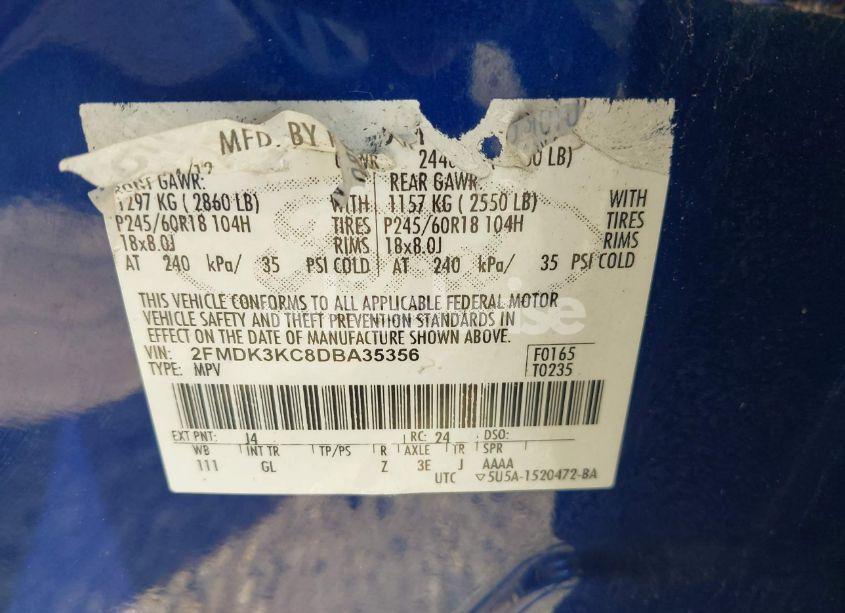 MFD. BY
GAWR:
1297 KG ( 2860 LB) WITH
P245/60R18 104H TIRES
18x8.0J RIMS
AT 240 kPa/ 35 PSI COLD
LB)
REAR GAWR:
1157 KG ( 2550 LB) WITH
P245/60R18 104H TIRES
18x8.0J RIMS
AT 240 kPa/ 35 PSI COLD
THIS VEHICLE CONFORMS TO ALL APPLICABLE FEDERAL MOTOR
VEHICLE SAFETY AND THEFT PREVENTION STANDARDS IN
EFFECT ON THE DATE OF MANUFACTURE SHOWN ABOVE.
VIN: 2FMDK3KC8DBA35356 F0165
TYPE: MPV T0235
EXT PNT: J4 RC: 24 DSO:
WB INT TR TP/PS R AXLE TR SPR
111 GL Z 3E J AAAA
UTC ▽5U5A-1520472-BA